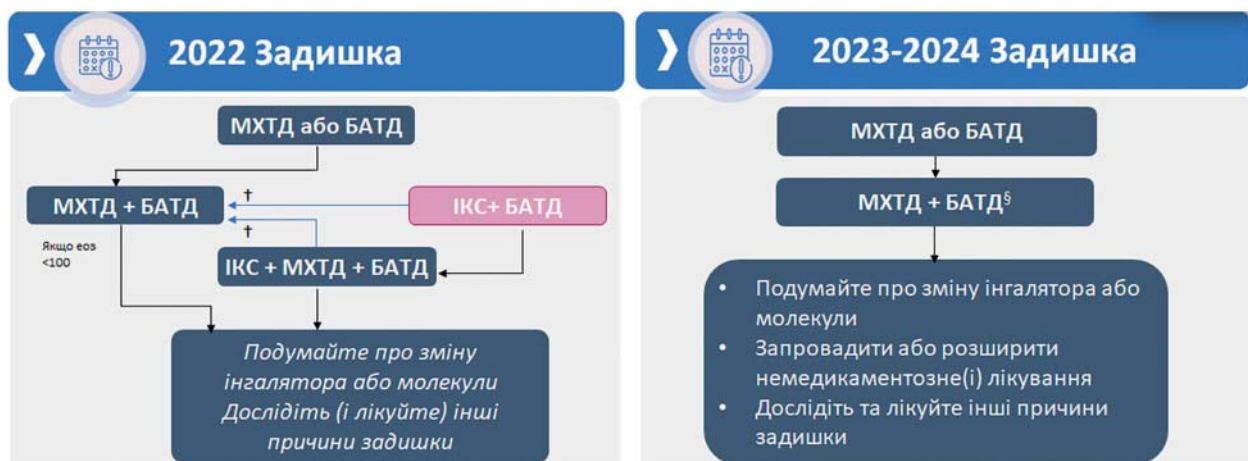 2022 Задишка
МХТД або БАТД
†
МХТД + БАТД
ІКС+ БАТД
†
Якщо еоз
<100
ІКС + МХТД + БАТД
Подумайте про зміну
інгалятора або молекули
Дослідіть (і лікуйте) інші
причини задишки
2023-2024 Задишка
МХТД або БАТД
МХТД + БАТД§
• Подумайте про зміну інгалятора або
молекули
• Запровадити або розширити
немедикаментозне(і) лікування
• Дослідіть та лікуйте інші причини
задишки